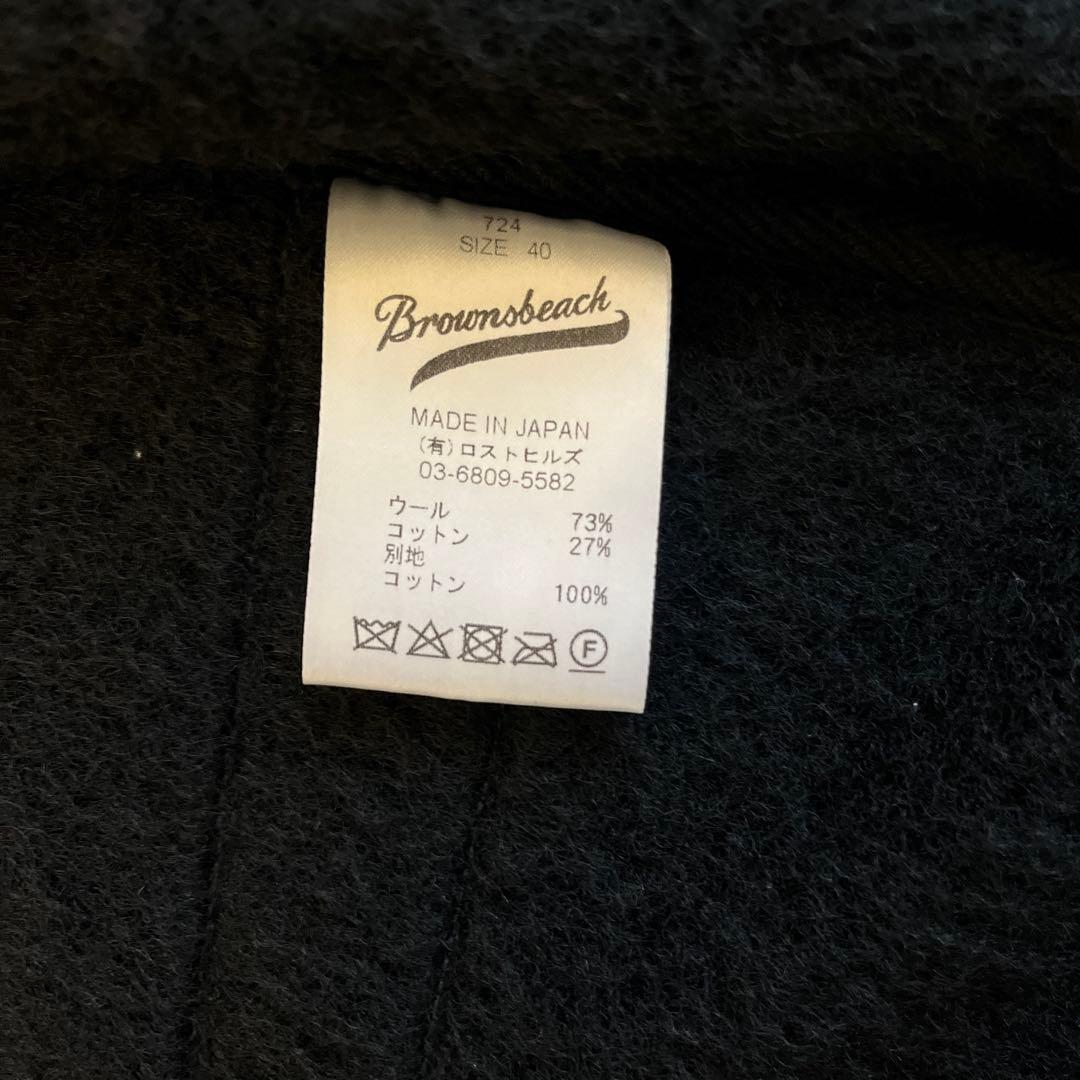 724
SIZE 40
Brownsbeach
MADE IN JAPAN
(有)ロストヒルズ
03-6809-5582
ウール 73%
コットン 27%
別地
コットン 100%
F